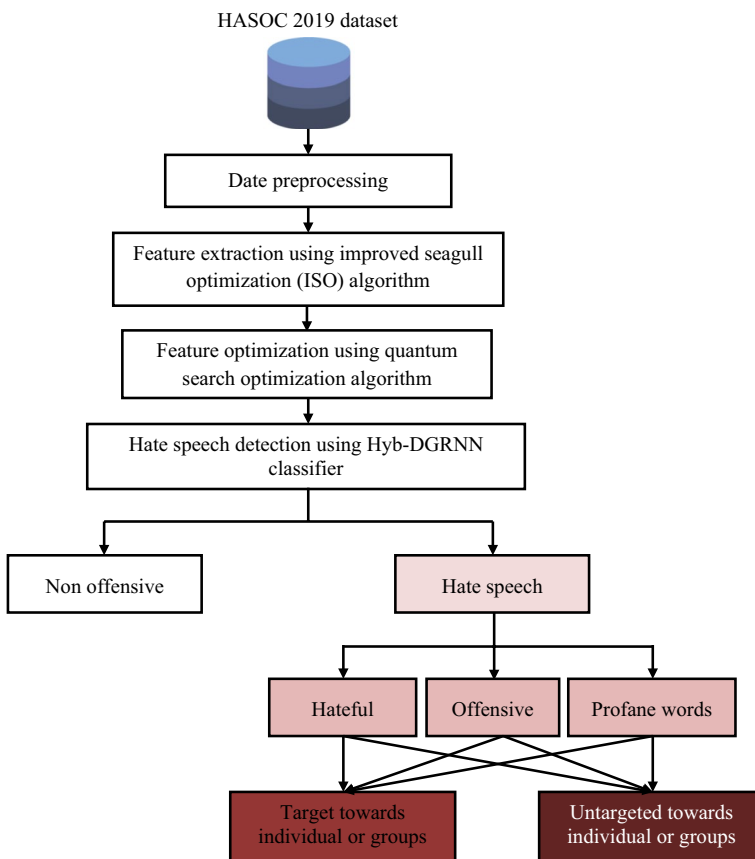 HASOC 2019 dataset
Date preprocessing
Feature extraction using improved seagull
optimization (ISO) algorithm
Feature optimization using quantum
search optimization algorithm
Hate speech detection using Hyb-DGRNN
classifier
Non offensive
Hate speech
Hateful
Offensive
Profane words
Target towards
individual or groups
Untargeted towards
individual or groups